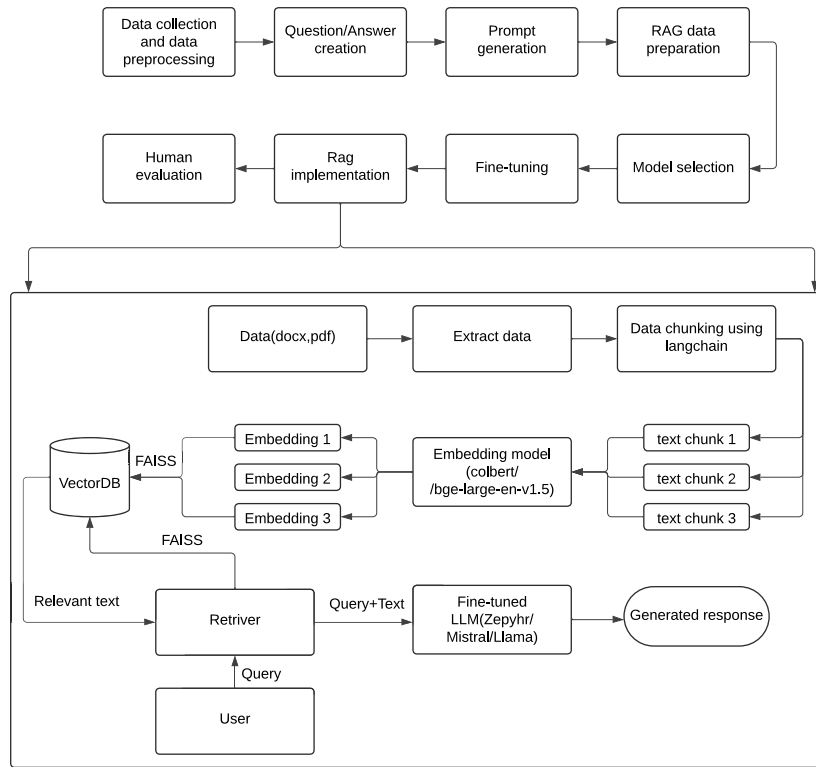 Data collection
and data
preprocessing)
Question/Answer
creation)
Prompt
generation)
RAG data
preparation)
Human
evaluation)
Rag
implementation)
Fine-tuning
Model selection)
Data(docx,pdf)
Extract data
Data chunking using
langchain
text chunk 1
text chunk 2
text chunk 3
Embedding model
(colbert/
/bge-large-en-v1.5)
Embedding 1
Embedding 2
Embedding 3
FAISS
VectorDB
FAISS
Relevant text
Retriver
Query+Text
Fine-tuned
LLM(Zepyhr/
Mistral/Llama)
Generated response
Query
User